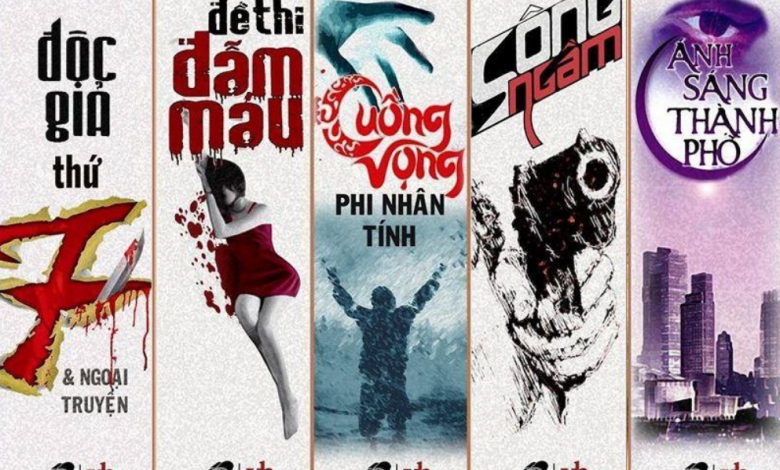 độc
giả
thứ
7
& NGOẠI
TRUYỆN
đề thi
đẫm
máu
Cuồng
vọng
PHI NHÂN
TÍNH
SÔNG
ngầm
ÁNH
SÁNG
THÀNH
PHỐ